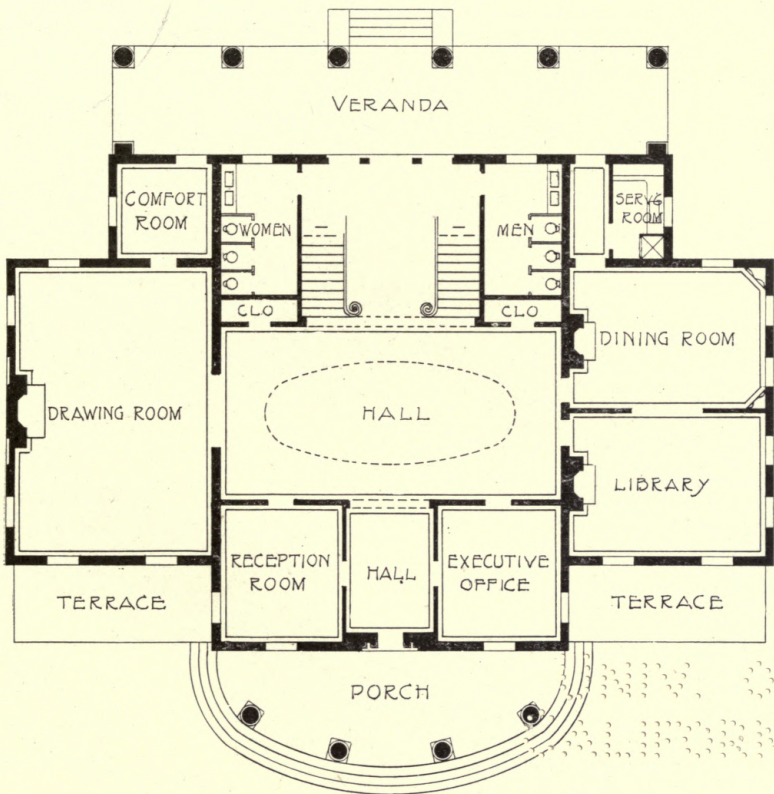 VERANDA
COMFORT
ROOM
WOMEN
MEN
SERV'G
ROOM
CLO
CLO
DRAWING ROOM
HALL
DINING ROOM
LIBRARY
RECEPTION
ROOM
HALL
EXECUTIVE
OFFICE
TERRACE
TERRACE
PORCH